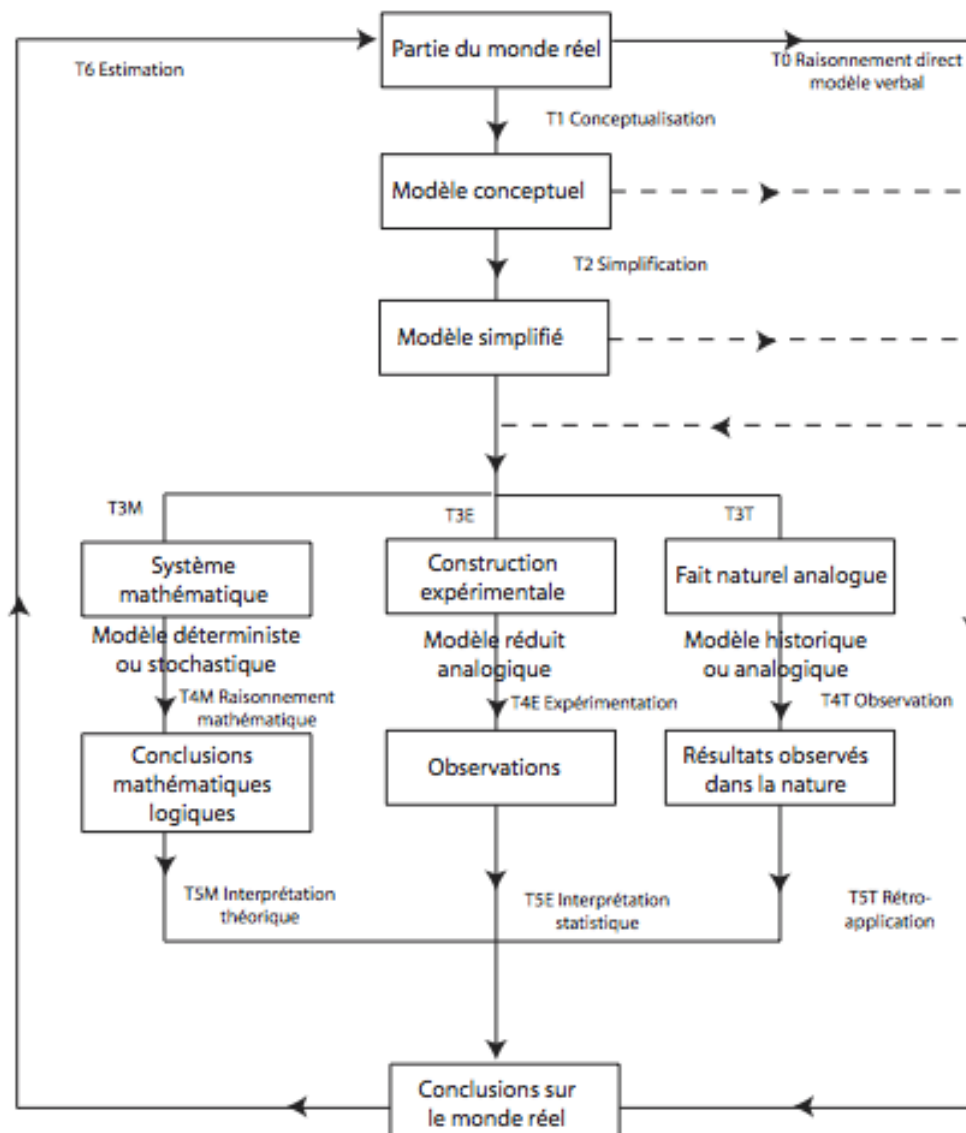 Partie du monde réel
T6 Estimation
T0 Raisonnement direct
modèle verbal
T1 Conceptualisation
Modèle conceptuel
T2 Simplification
Modèle simplifié
T3M
T3E
T3T
Système
mathématique
Construction
expérimentale
Fait naturel analogue
Modèle déterministe
ou stochastique
Modèle réduit
analogique
Modèle historique
ou analogique
T4M Raisonnement
mathématique
T4E Expérimentation
T4T Observation
Conclusions
mathématiques
logiques
Observations
Résultats observés
dans la nature
T5M Interprétation
théorique
T5E Interprétation
statistique
T5T Rétro-
application
Conclusions sur
le monde réel